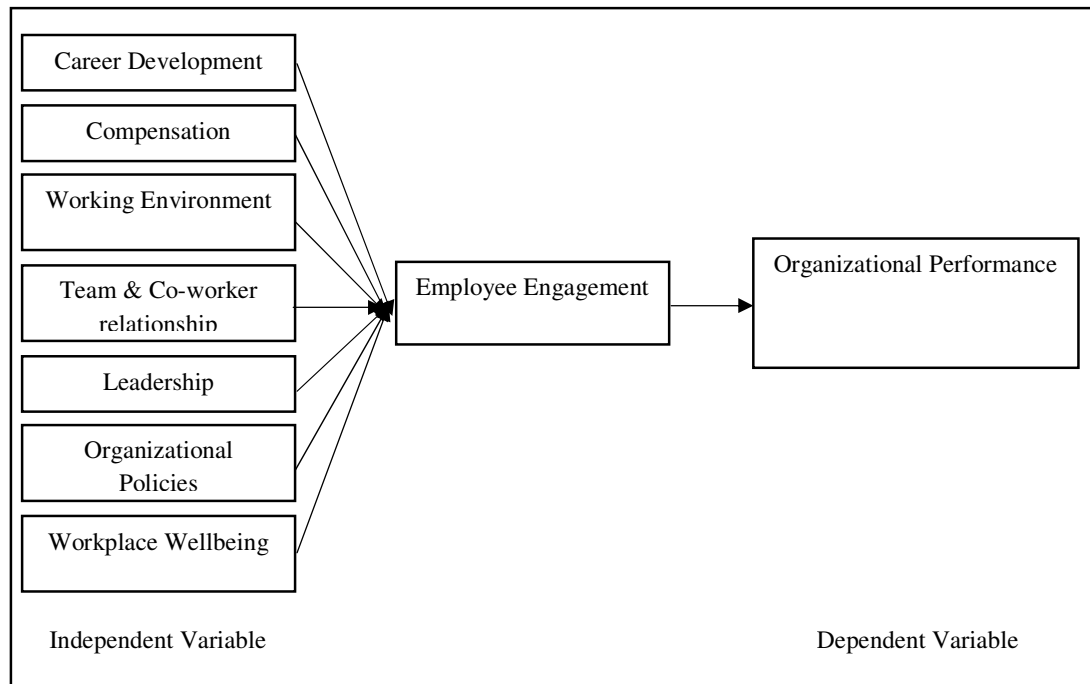 Career Development
Compensation
Working Environment
Team & Co-worker
relationship
Leadership
Organizational
Policies
Workplace Wellbeing
Employee Engagement
Organizational Performance
Independent Variable
Dependent Variable